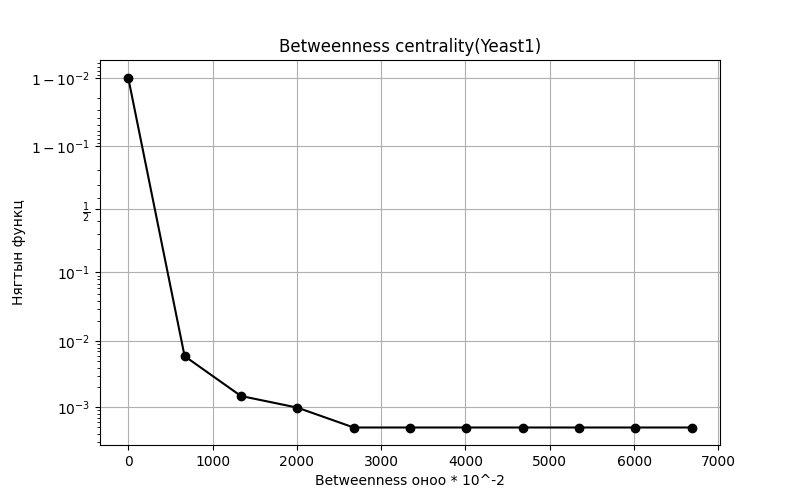 Betweenness centrality(Yeast1)
1 − 10⁻²
1 − 10⁻¹
1/2
10⁻¹
10⁻²
10⁻³
Нягтын функц
0 1000 2000 3000 4000 5000 6000 7000
Betweenness оноо * 10^-2